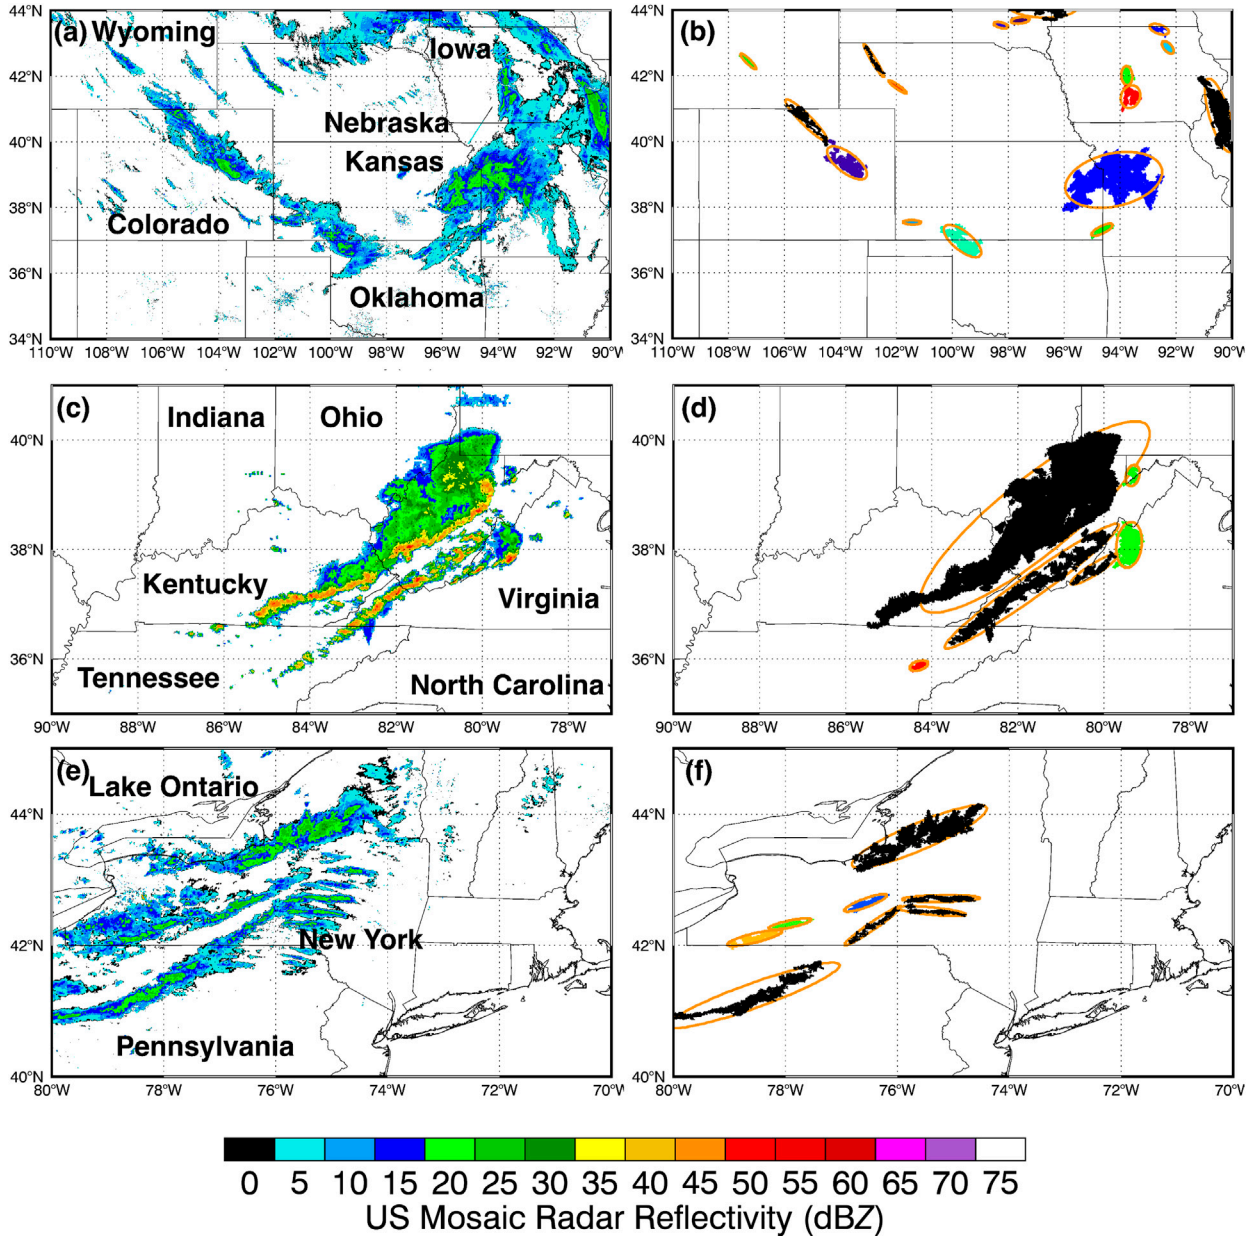 44°N
42°N
40°N
38°N
36°N
34°N
(a) Wyoming
Iowa
Nebraska
Kansas
Colorado
Oklahoma
110°W 108°W 106°W 104°W 102°W 100°W 98°W 96°W 94°W 92°W 90°W
44°N
42°N
40°N
38°N
36°N
34°N
(b)
110°W 108°W 106°W 104°W 102°W 100°W 98°W 96°W 94°W 92°W 90°W
40°N
38°N
36°N
(c)
Indiana Ohio
Kentucky
Virginia
Tennessee
North Carolina
90°W 88°W 86°W 84°W 82°W 80°W 78°W
40°N
38°N
36°N
(d)
90°W 88°W 86°W 84°W 82°W 80°W 78°W
44°N
42°N
40°N
(e)
Lake Ontario
New York
Pennsylvania
80°W 78°W 76°W 74°W 72°W 70°W
44°N
42°N
40°N
(f)
80°W 78°W 76°W 74°W 72°W 70°W
0 5 10 15 20 25 30 35 40 45 50 55 60 65 70 75
US Mosaic Radar Reflectivity (dBZ)